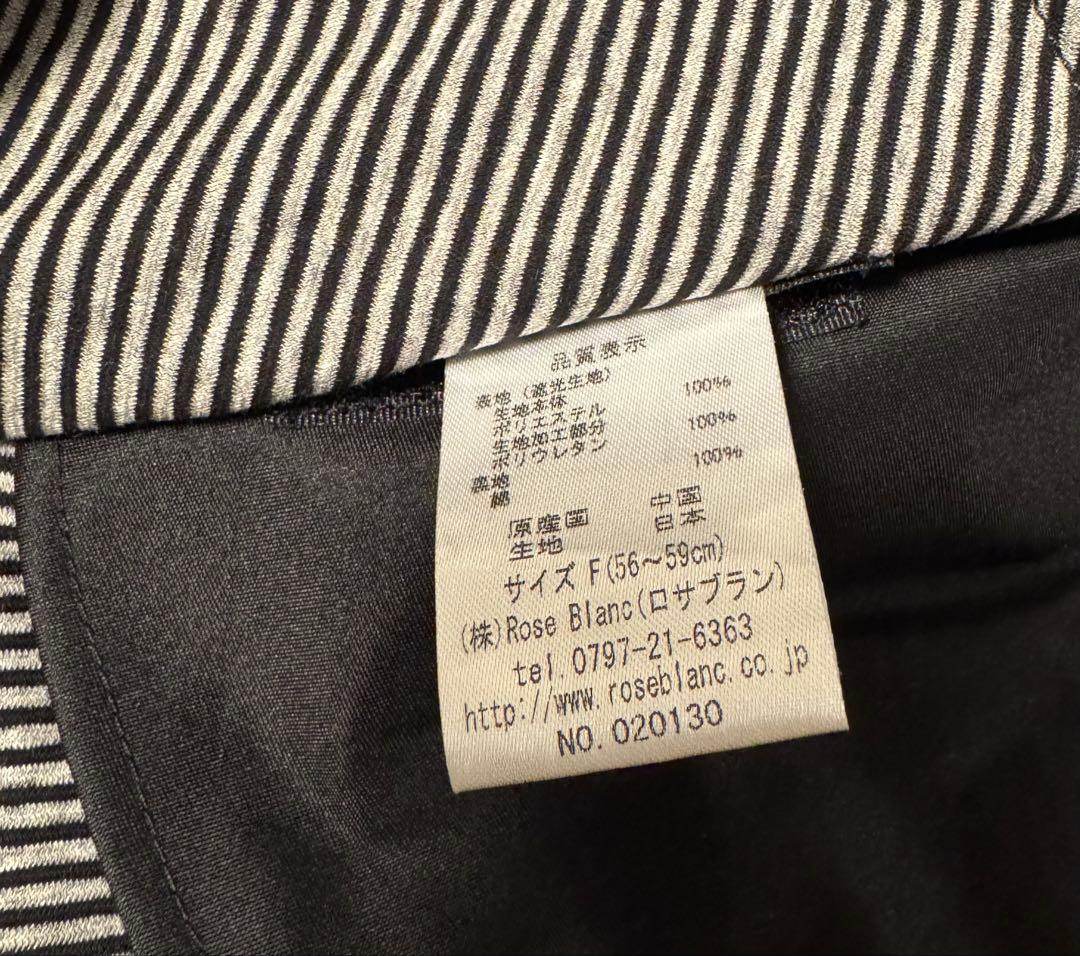 品質表示
表地 (遮光生地)
生地本体 100%
ポリエステル
生地加工部分 100%
ポリウレタン
表地 100%
綿
原産国 中国
生地 日本
サイズ F(56～59cm)
(株)Rose Blanc(ロサブラン)
tel.0797-21-6363
http://www.roseblanc.co.jp
NO.020130